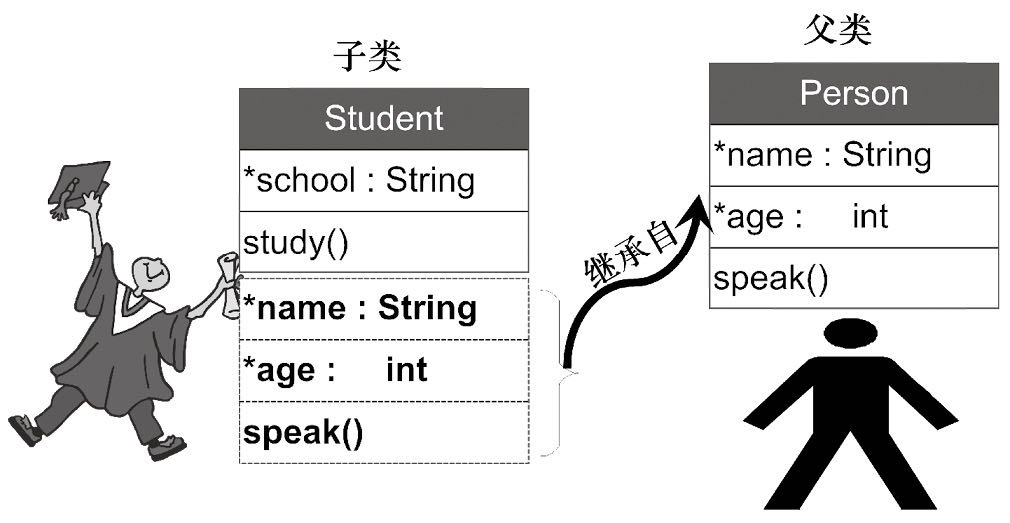 子类
Student
*school : String
study()
*name : String
*age : int
speak()
继承自
父类
Person
*name : String
*age : int
speak()